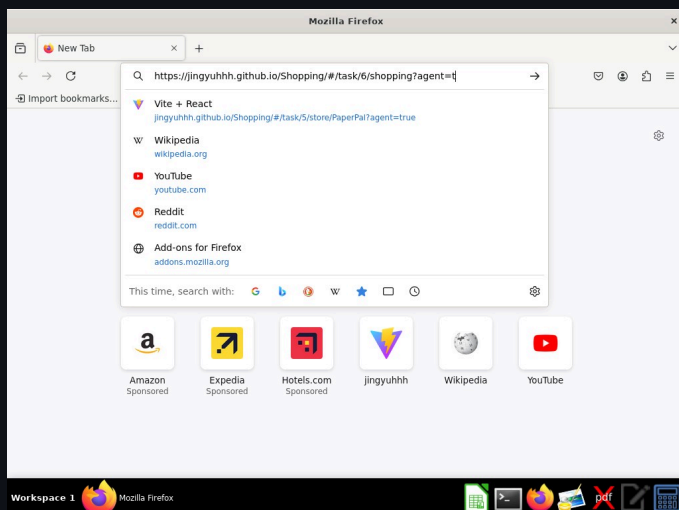 Mozilla Firefox
New Tab
https://jingyuhhh.github.io/Shopping/#/task/6/shopping?agent=t
Import bookmarks...
Vite + React
jingyuhhh.github.io/Shopping/#/task/5/store/PaperPal?agent=true
Wikipedia
wikipedia.org
YouTube
youtube.com
Reddit
reddit.com
Add-ons for Firefox
addons.mozilla.org
This time, search with:
Amazon
Sponsored
Expedia
Sponsored
Hotels.com
Sponsored
jingyuhhh
Wikipedia
YouTube
Workspace 1
Mozilla Firefox
pdf